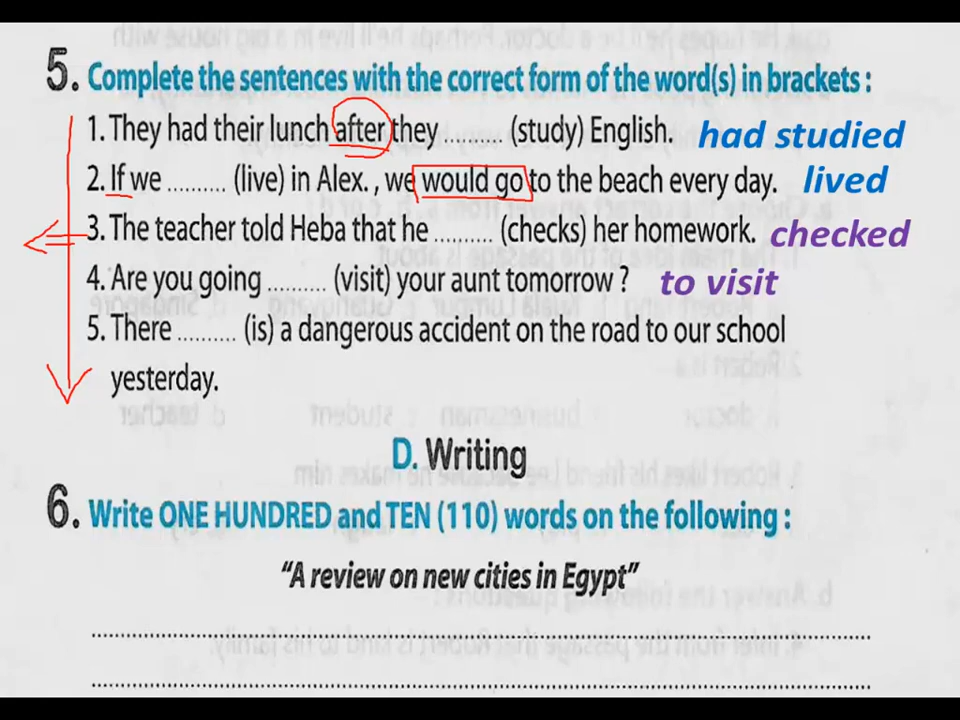 5. Complete the sentences with the correct form of the word(s) in brackets :
1. They had their lunch after they .......... (study) English. had studied
2. If we .......... (live) in Alex. , we would go to the beach every day. lived
3. The teacher told Heba that he .......... (checks) her homework. checked
4. Are you going .......... (visit) your aunt tomorrow ? to visit
5. There .......... (is) a dangerous accident on the road to our school
yesterday.
D. Writing
6. Write ONE HUNDRED and TEN (110) words on the following :
“A review on new cities in Egypt”